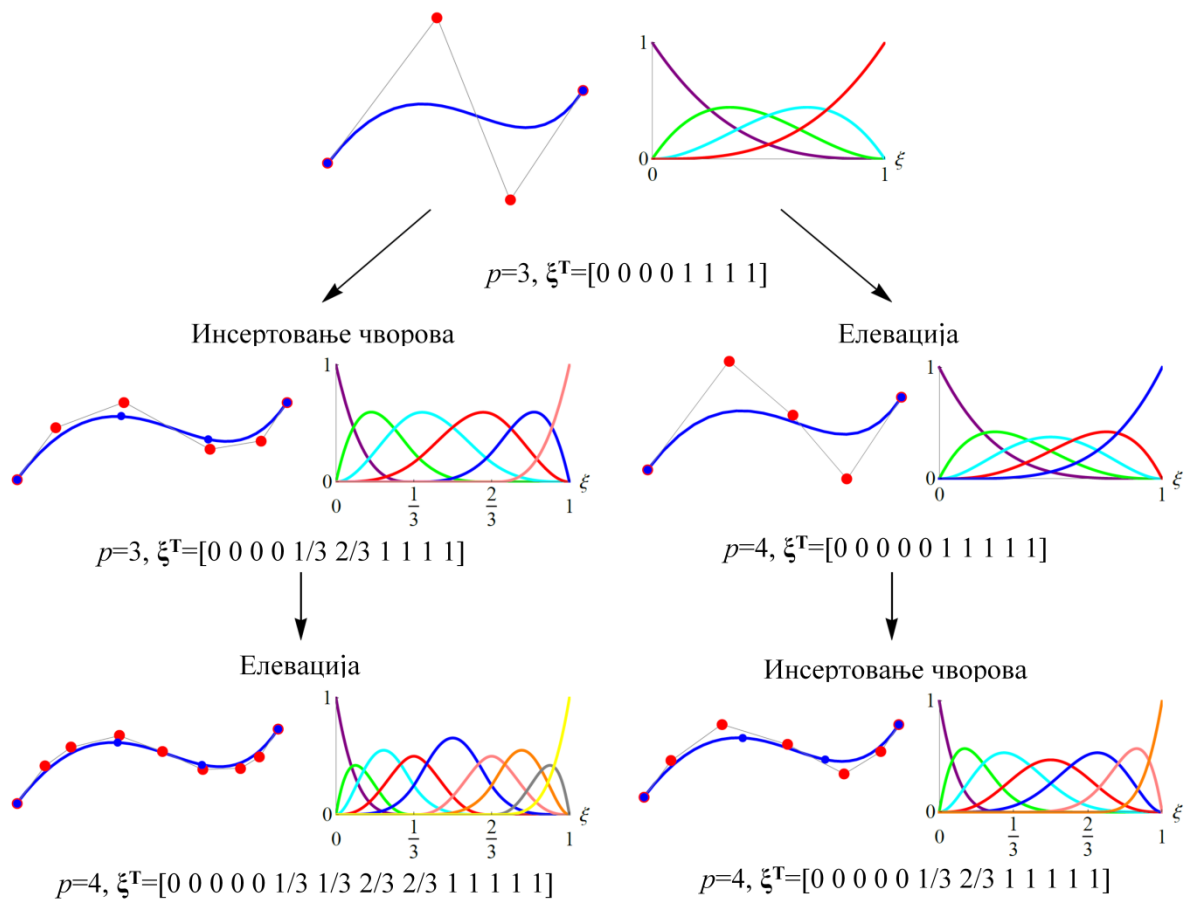 1
0
0
1
ξ
p=3, ξᵀ=[0 0 0 0 1 1 1 1]
Инсертовање чворова
Елевација
1
0
0
1/3
2/3
1
ξ
1
0
0
1
ξ
p=3, ξᵀ=[0 0 0 0 1/3 2/3 1 1 1 1]
p=4, ξᵀ=[0 0 0 0 0 1 1 1 1 1]
Елевација
Инсертовање чворова
1
0
0
1/3
2/3
1
ξ
1
0
0
1/3
2/3
1
ξ
p=4, ξᵀ=[0 0 0 0 0 1/3 1/3 2/3 2/3 1 1 1 1 1]
p=4, ξᵀ=[0 0 0 0 0 1/3 2/3 1 1 1 1 1]